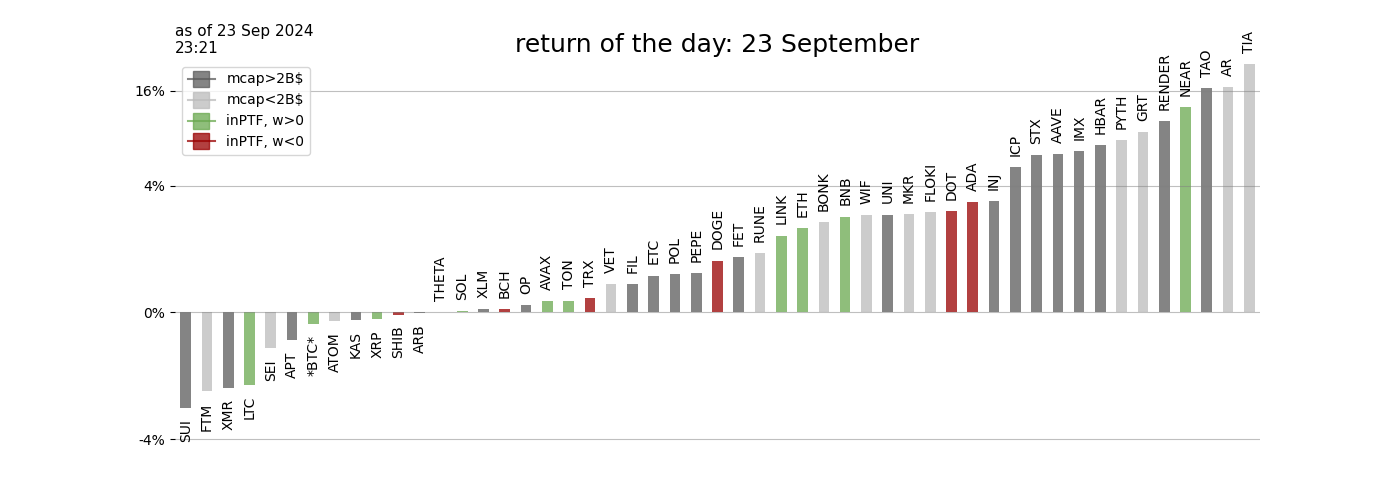 as of 23 Sep 2024
23:21
return of the day: 23 September
mcap>2B$
mcap<2B$
inPTF, w>0
inPTF, w<0
16%
4%
0%
-4%
SUI
FTM
XMR
LTC
SEI
APT
*BTC*
ATOM
KAS
XRP
SHIB
ARB
THETA
SOL
XLM
BCH
OP
AVAX
TON
TRX
VET
FIL
ETC
POL
PEPE
DOGE
FET
RUNE
LINK
ETH
BONK
BNB
WIF
UNI
MKR
FLOKI
DOT
ADA
INJ
ICP
STX
AAVE
IMX
HBAR
PYTH
GRT
RENDER
NEAR
TAO
AR
TIA